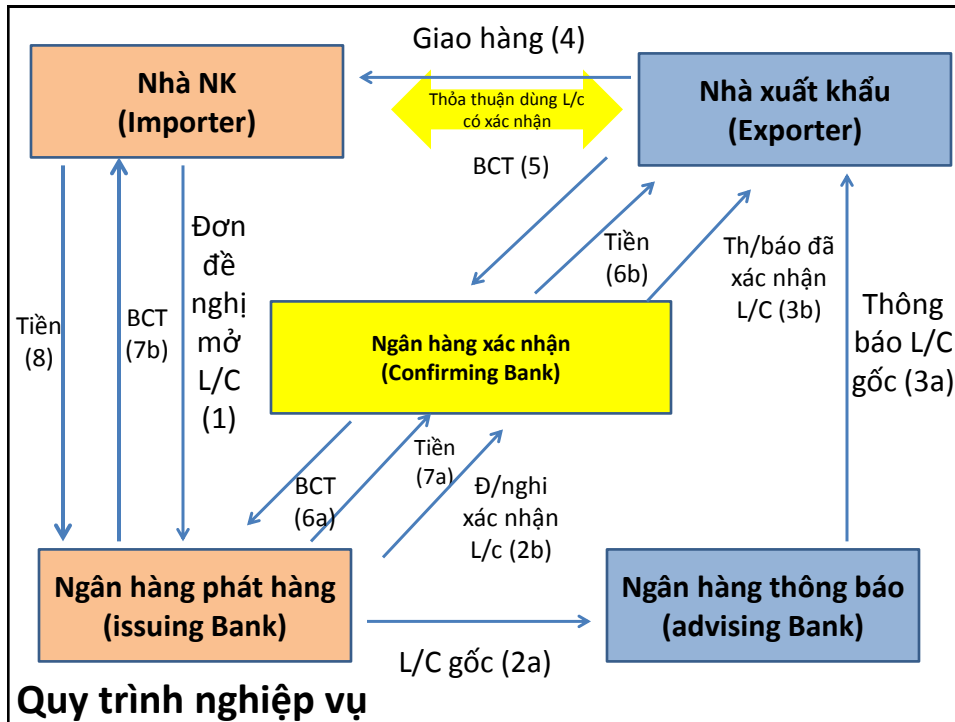 Giao hàng (4)
Nhà NK
(Importer)
Thỏa thuận dùng L/c
có xác nhận
Nhà xuất khẩu
(Exporter)
BCT (5)
Tiền
(8)
BCT
(7b)
Đơn
đề
nghị
mở
L/C
(1)
Tiền
(6b)
Th/báo đã
xác nhận
L/C (3b)
Thông
báo L/C
gốc (3a)
Ngân hàng xác nhận
(Confirming Bank)
BCT
(6a)
Tiền
(7a)
Đ/nghi
xác nhận
L/c (2b)
Ngân hàng phát hàng
(issuing Bank)
Ngân hàng thông báo
(advising Bank)
L/C gốc (2a)
Quy trình nghiệp vụ